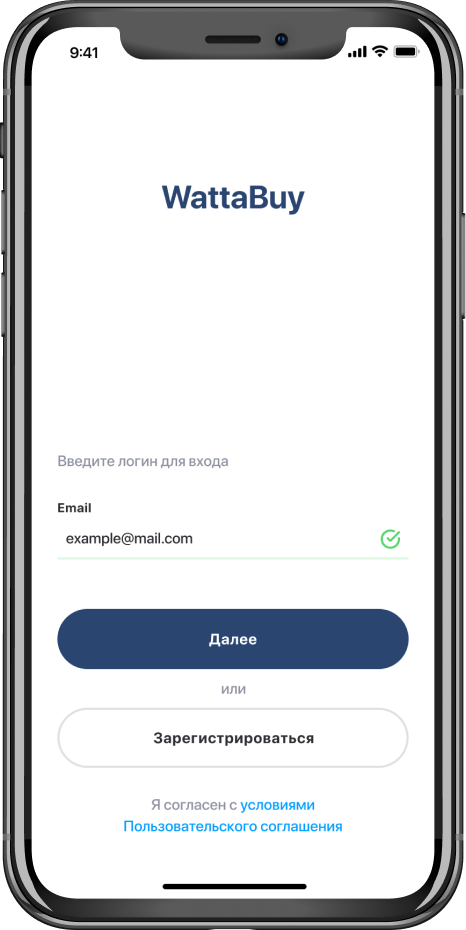 9:41
WattaBuy
Введите логин для входа
Email
example@mail.com
Далее
или
Зарегистрироваться
Я согласен с условиями
Пользовательского соглашения